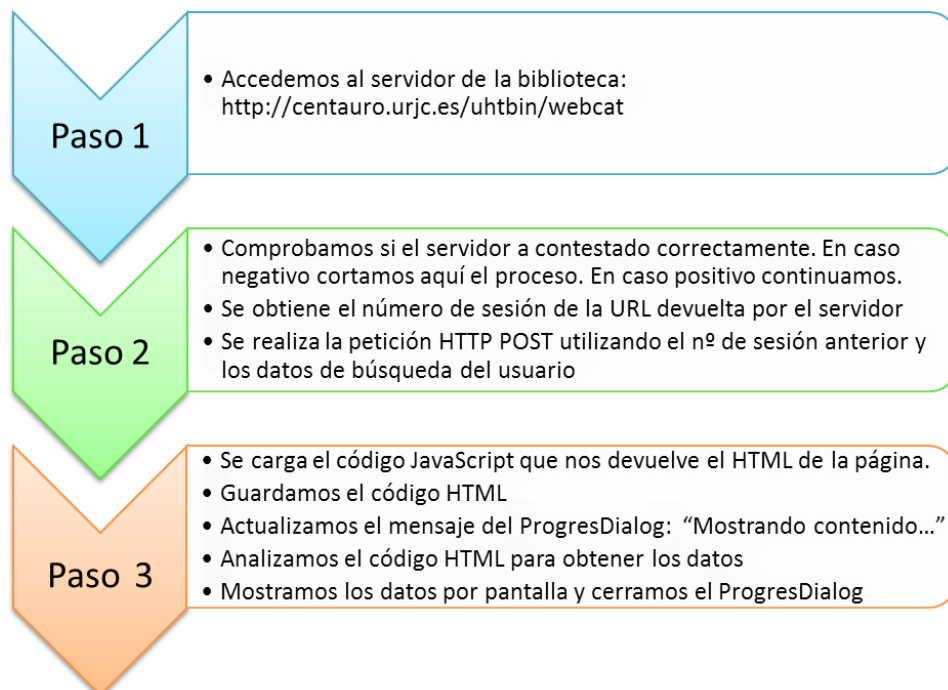 Paso 1
• Accedemos al servidor de la biblioteca:
http://centauro.urjc.es/uhtbin/webcat
Paso 2
• Comprobamos si el servidor a contestado correctamente. En caso
negativo cortamos aquí el proceso. En caso positivo continuamos.
• Se obtiene el número de sesión de la URL devuelta por el servidor
• Se realiza la petición HTTP POST utilizando el nº de sesión anterior y
los datos de búsqueda del usuario
Paso 3
• Se carga el código JavaScript que nos devuelve el HTML de la página.
• Guardamos el código HTML
• Actualizamos el mensaje del ProgresDialog: “Mostrando contenido…”
• Analizamos el código HTML para obtener los datos
• Mostramos los datos por pantalla y cerramos el ProgresDialog